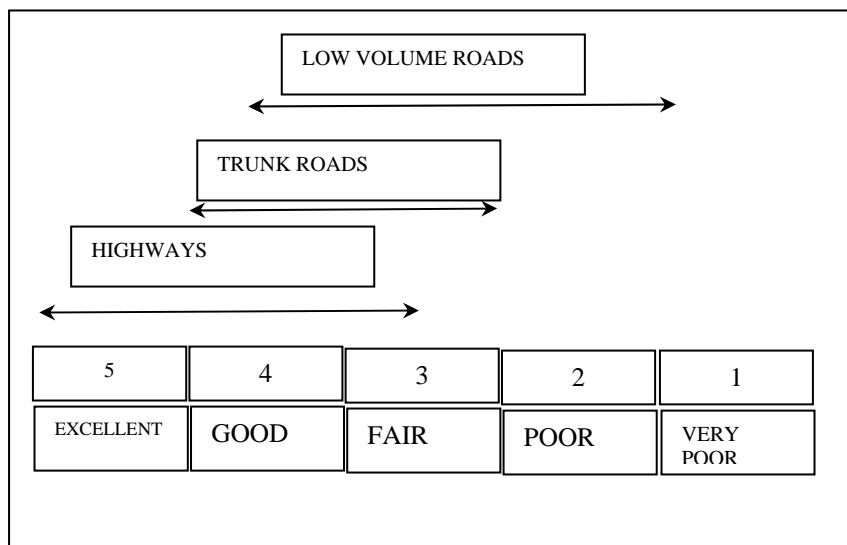 LOW VOLUME ROADS
TRUNK ROADS
HIGHWAYS
5 4 3 2 1
EXCELLENT GOOD FAIR POOR VERY
POOR